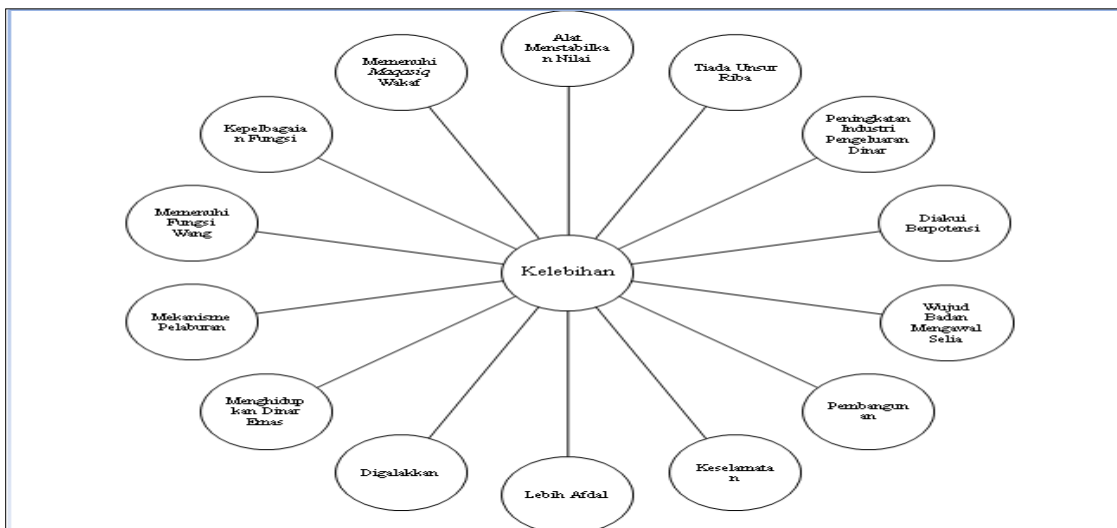 Alat
Menstabilka
n Nilai
Tiada Unsur
Riba
Peningkatan
Industri
Pengeluaran
Dinar
Diakui
Berpotensi
Wujud
Badan
Mengawal
Selia
Pembangun
an
Keselamata
n
Lebih Afdal
Digalakkan
Menghidup
kan Dinar
Emas
Mekanisme
Pelaburan
Memenuhi
Fungsi
Wang
Kepelbagaia
n Fungsi
Memenuhi
Maqasiq
Wakaf
Kelebihan